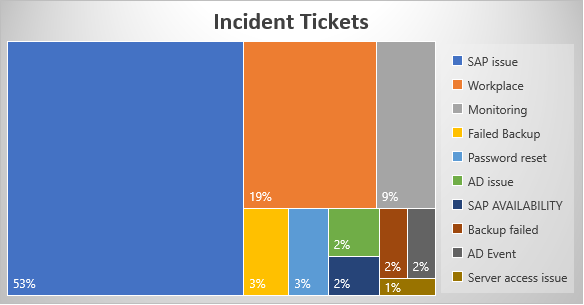 Incident Tickets
53%
19%
9%
3%
3%
2%
2%
2%
2%
1%
SAP issue
Workplace
Monitoring
Failed Backup
Password reset
AD issue
SAP AVAILABILITY
Backup failed
AD Event
Server access issue